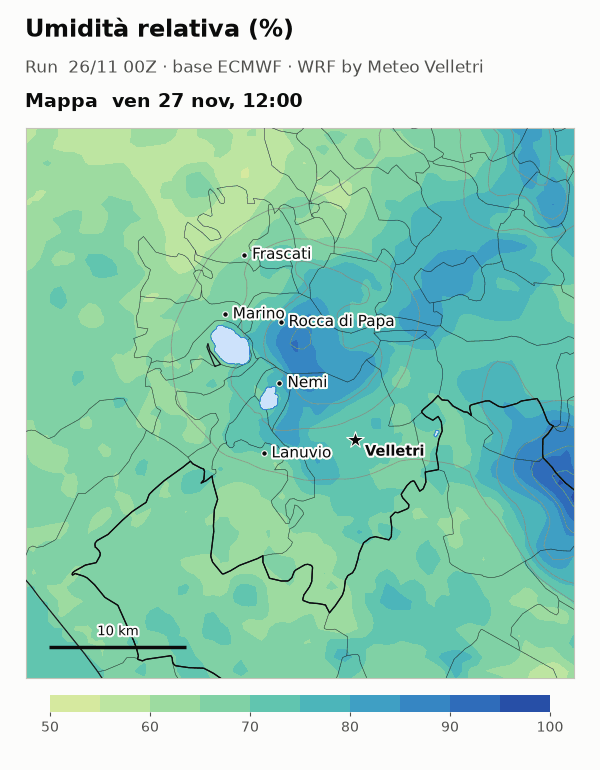 Umidità relativa (%)
Run  26/11 00Z · base ECMWF · WRF by Meteo Velletri
Mappa  ven 27 nov, 12:00
Frascati
Marino
Rocca di Papa
Nemi
Velletri
Lanuvio
10 km
50 60 70 80 90 100